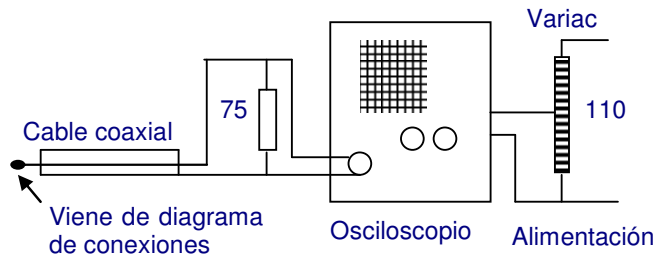 Variac
75
110
Cable coaxial
Viene de diagrama
de conexiones
Osciloscopio
Alimentación